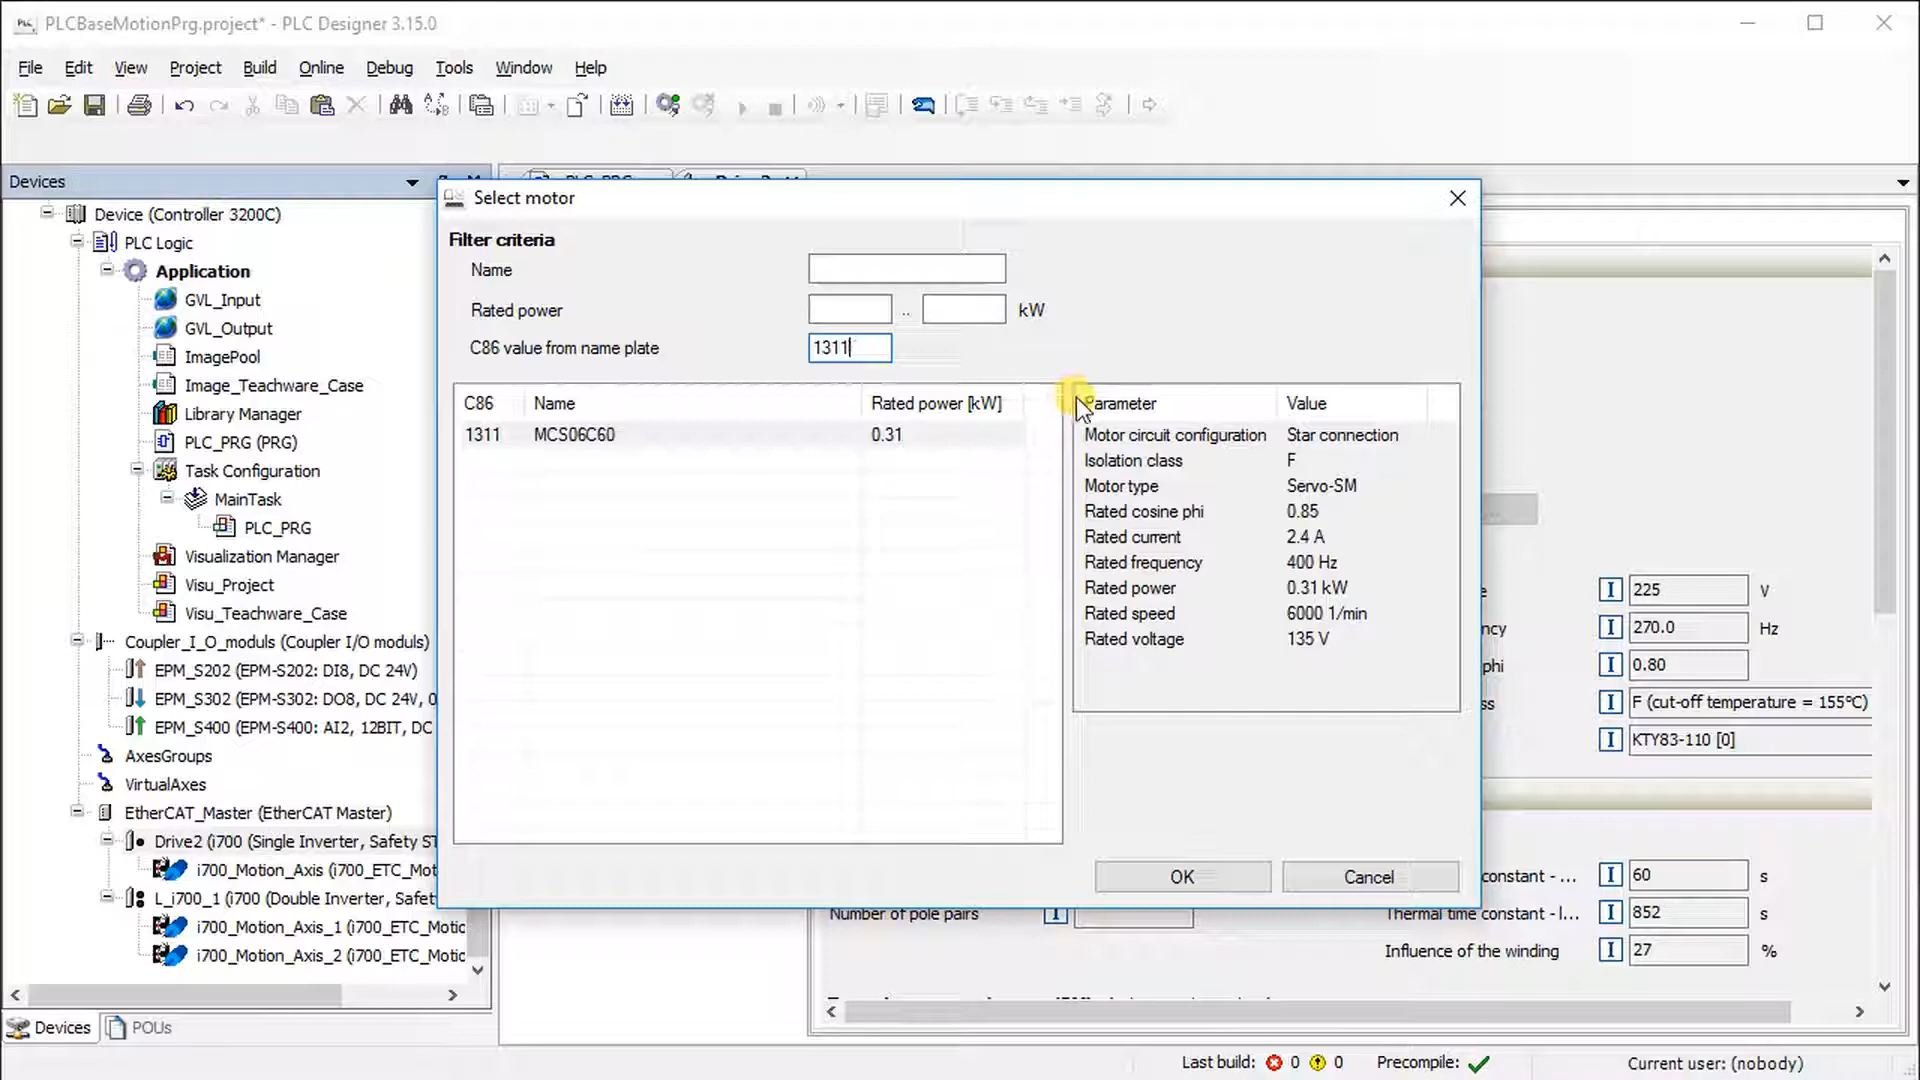 PLCBaseMotionPrg.project* - PLC Designer 3.15.0
File Edit View Project Build Online Debug Tools Window Help
Devices
Device (Controller 3200C)
PLC Logic
Application
GVL_Input
GVL_Output
ImagePool
Image_Teachware_Case
Library Manager
PLC_PRG (PRG)
Task Configuration
MainTask
PLC_PRG
Visualization Manager
Visu_Project
Visu_Teachware_Case
Coupler_I_O_moduls (Coupler I/O moduls)
EPM_S202 (EPM-S202: DI8, DC 24V)
EPM_S302 (EPM-S302: DO8, DC 24V, 0
EPM_S400 (EPM-S400: AI2, 12BIT, DC
AxesGroups
VirtualAxes
EtherCAT_Master (EtherCAT Master)
Drive2 (i700 (Single Inverter, Safety ST
i700_Motion_Axis (i700_ETC_Mot
L_i700_1 (i700 (Double Inverter, Safet
i700_Motion_Axis_1 (i700_ETC_Motic
i700_Motion_Axis_2 (i700_ETC_Motic
Devices POUs
Select motor
Filter criteria
Name
Rated power .. kW
C86 value from name plate 1311
C86 Name Rated power [kW]
1311 MCS06C60 0.31
Parameter Value
Motor circuit configuration Star connection
Isolation class F
Motor type Servo-SM
Rated cosine phi 0.85
Rated current 2.4 A
Rated frequency 400 Hz
Rated power 0.31 kW
Rated speed 6000 1/min
Rated voltage 135 V
OK Cancel
225 V
ncy 270.0 Hz
phi 0.80
ss F (cut-off temperature = 155°C)
KTY83-110 [0]
constant - ... 60 s
Number of pole pairs Thermal time constant - l... 852 s
Influence of the winding 27 %
Last build: 0 0 Precompile: Current user: (nobody)